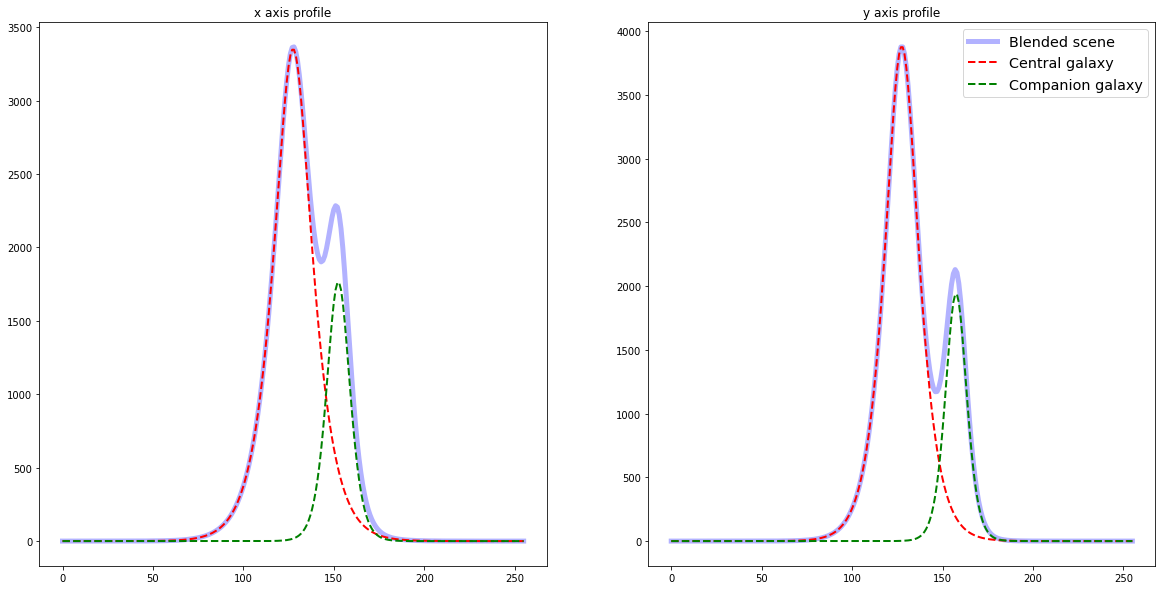 x axis profile
3500
3000
2500
2000
1500
1000
500
0
0 50 100 150 200 250
y axis profile
4000
3500
3000
2500
2000
1500
1000
500
0
0 50 100 150 200 250
Blended scene
Central galaxy
Companion galaxy